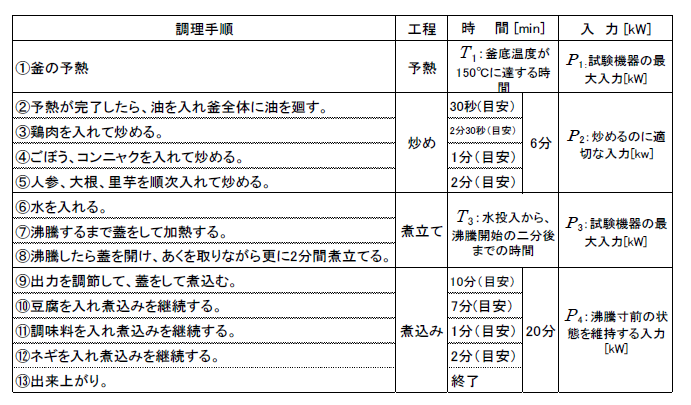 調理手順 工程 時 間 [min] 入 力 [kW]
①釜の予熱 予熱 T1:釜底温度が
150℃に達する時
間
P1:試験機器の最
大入力[kW]
②予熱が完了したら、油を入れ釜全体に油を廻す。 30秒(目安)
③鶏肉を入れて炒める。 2分30秒(目安)
④ごぼう、コンニャクを入れて炒める。 1分(目安)
⑤人参、大根、里芋を順次入れて炒める。 2分(目安)
炒め 6分 P2:炒めるのに適
切な入力[kw]
⑥水を入れる。
⑦沸騰するまで蓋をして加熱する。
⑧沸騰したら蓋を開け、あくを取りながら更に2分間煮立てる。
煮立て T3:水投入から、
沸騰開始の二分後
までの時間
P3:試験機器の最
大入力[kW]
⑨出力を調節して、蓋をして煮込む。 10分(目安)
⑩豆腐を入れ煮込みを継続する。 7分(目安)
⑪調味料を入れ煮込みを継続する。 1分(目安)
⑫ネギを入れ煮込みを継続する。 2分(目安)
⑬出来上がり。 終了
煮込み 20分 P4:沸騰寸前の状
態を維持する入力
[kW]